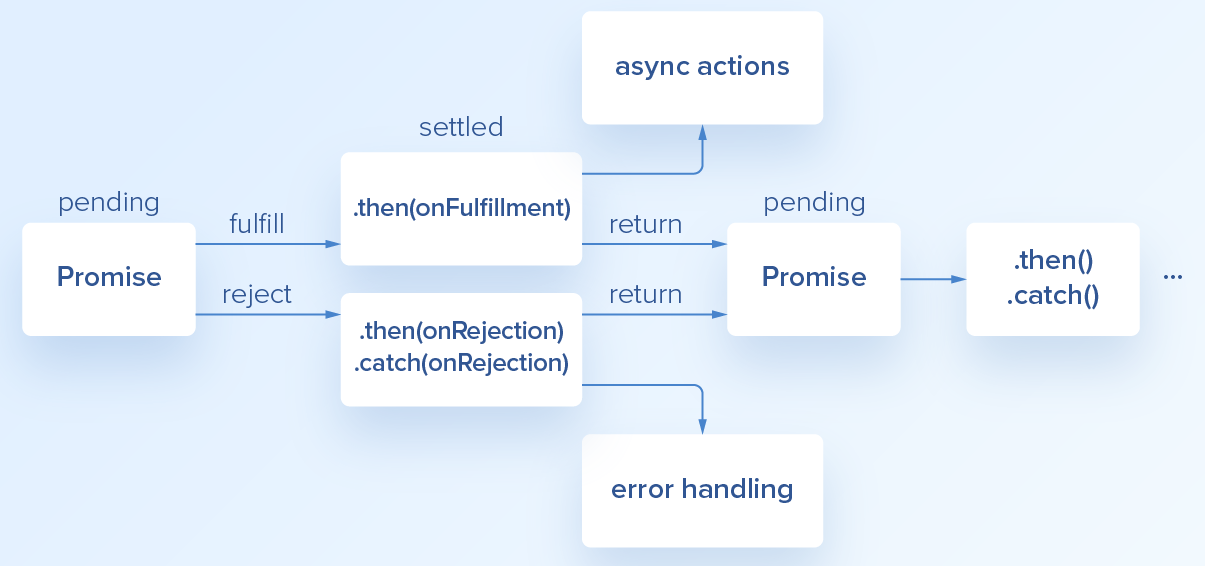 async actions
settled
.then(onFulfillment)
pending
Promise
fulfill
reject
.then(onRejection)
.catch(onRejection)
return
return
pending
Promise
.then()
.catch()
...
error handling